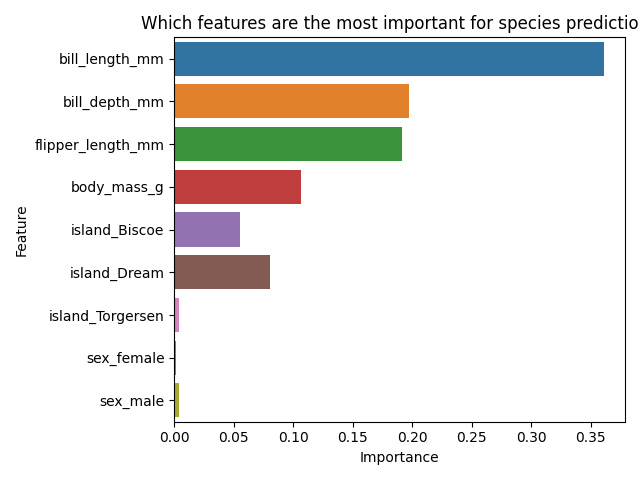 Which features are the most important for species predictio
bill_length_mm
bill_depth_mm
flipper_length_mm
body_mass_g
island_Biscoe
island_Dream
island_Torgersen
sex_female
sex_male
Feature
0.00 0.05 0.10 0.15 0.20 0.25 0.30 0.35
Importance